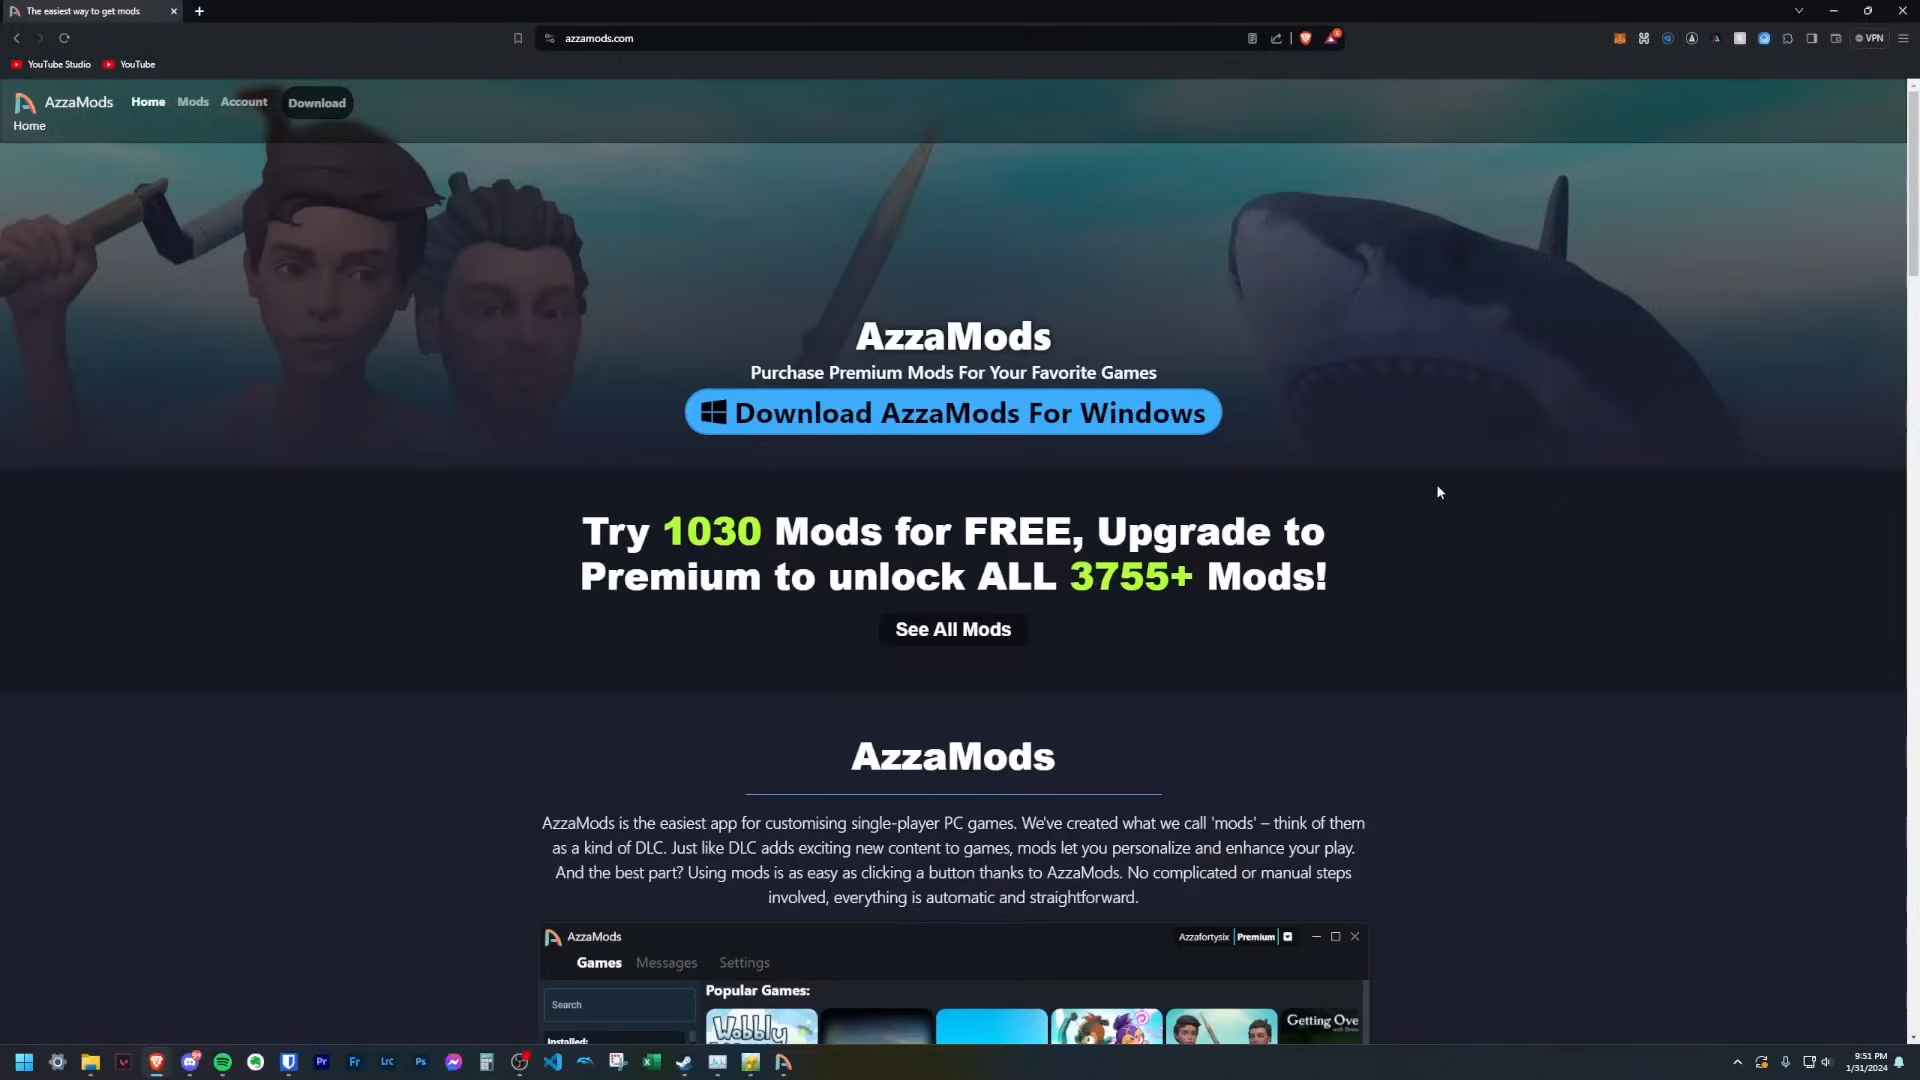 The easiest way to get mods
azzamods.com
VPN
YouTube Studio
YouTube
AzzaMods
Home
Mods
Account
Download
Home
AzzaMods
Purchase Premium Mods For Your Favorite Games
Download AzzaMods For Windows
Try 1030 Mods for FREE, Upgrade to
Premium to unlock ALL 3755+ Mods!
See All Mods
AzzaMods
AzzaMods is the easiest app for customising single-player PC games. We've created what we call 'mods' – think of them
as a kind of DLC. Just like DLC adds exciting new content to games, mods let you personalize and enhance your play.
And the best part? Using mods is as easy as clicking a button thanks to AzzaMods. No complicated or manual steps
involved, everything is automatic and straightforward.
AzzaMods
Azzafortysix
Premium
Games
Messages
Settings
Search
Popular Games:
Installed:
Wobbly
Getting Ove
Pr
Fr
Lrc
Ps
9:51 PM
1/31/2024